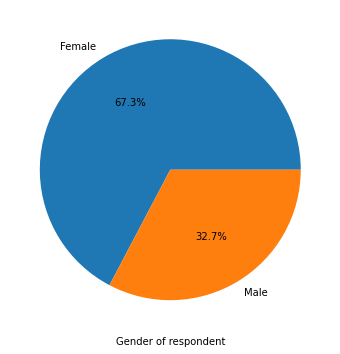 Female
67.3%
32.7%
Male
Gender of respondent